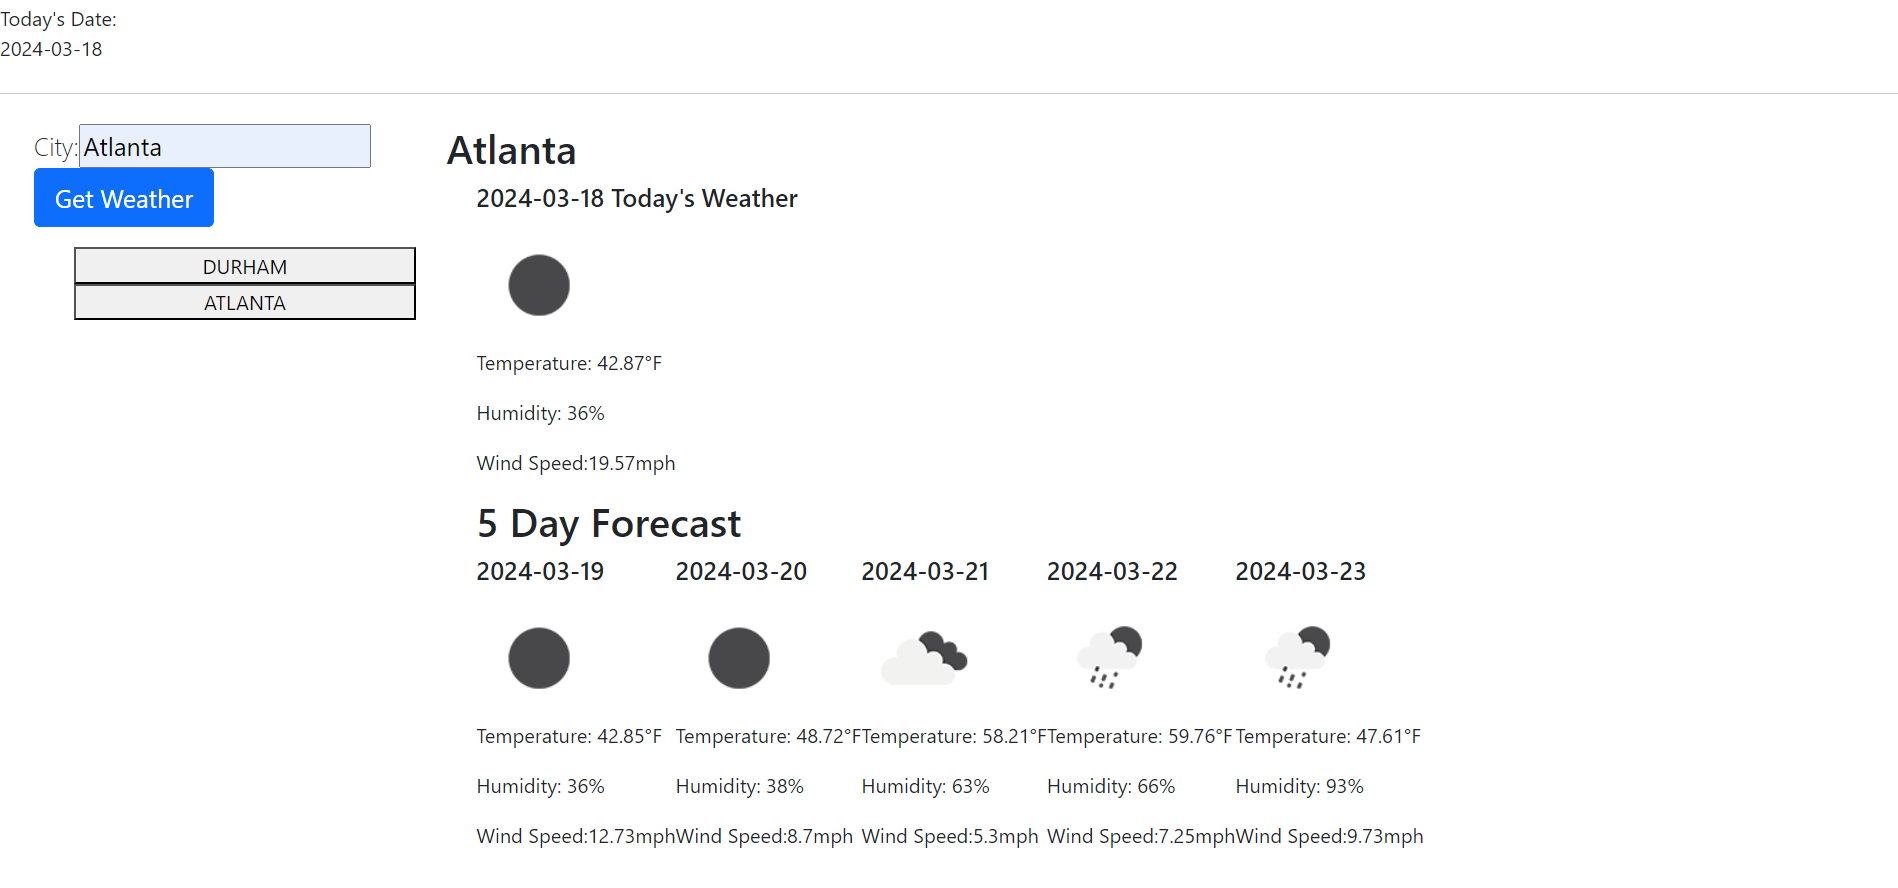 Today's Date:
2024-03-18
City: Atlanta
Get Weather
DURHAM
ATLANTA
Atlanta
2024-03-18 Today's Weather
Temperature: 42.87°F
Humidity: 36%
Wind Speed:19.57mph
5 Day Forecast
2024-03-19 2024-03-20 2024-03-21 2024-03-22 2024-03-23
Temperature: 42.85°F Temperature: 48.72°F Temperature: 58.21°F Temperature: 59.76°F Temperature: 47.61°F
Humidity: 36% Humidity: 38% Humidity: 63% Humidity: 66% Humidity: 93%
Wind Speed:12.73mph Wind Speed:8.7mph Wind Speed:5.3mph Wind Speed:7.25mph Wind Speed:9.73mph